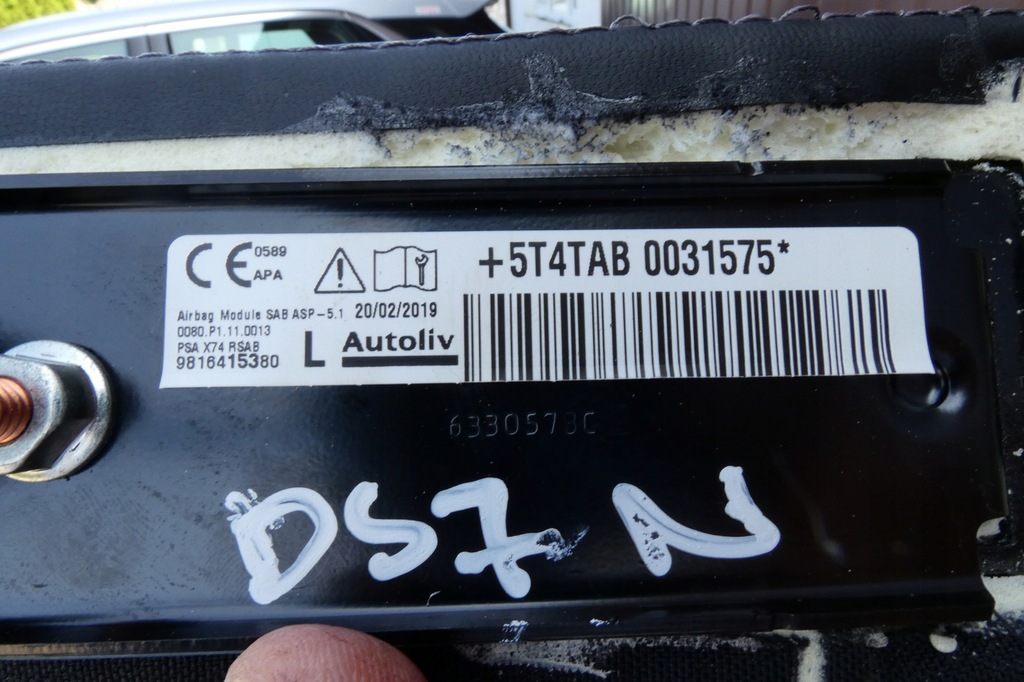 CE 0589
APA
+5T4TAB 0031575*
Airbag Module SAB ASP-5.1 20/02/2019
0080.P1.11.0013
PSA X74 RSAB
9816415380
L Autoliv
6330573C
DS7 N